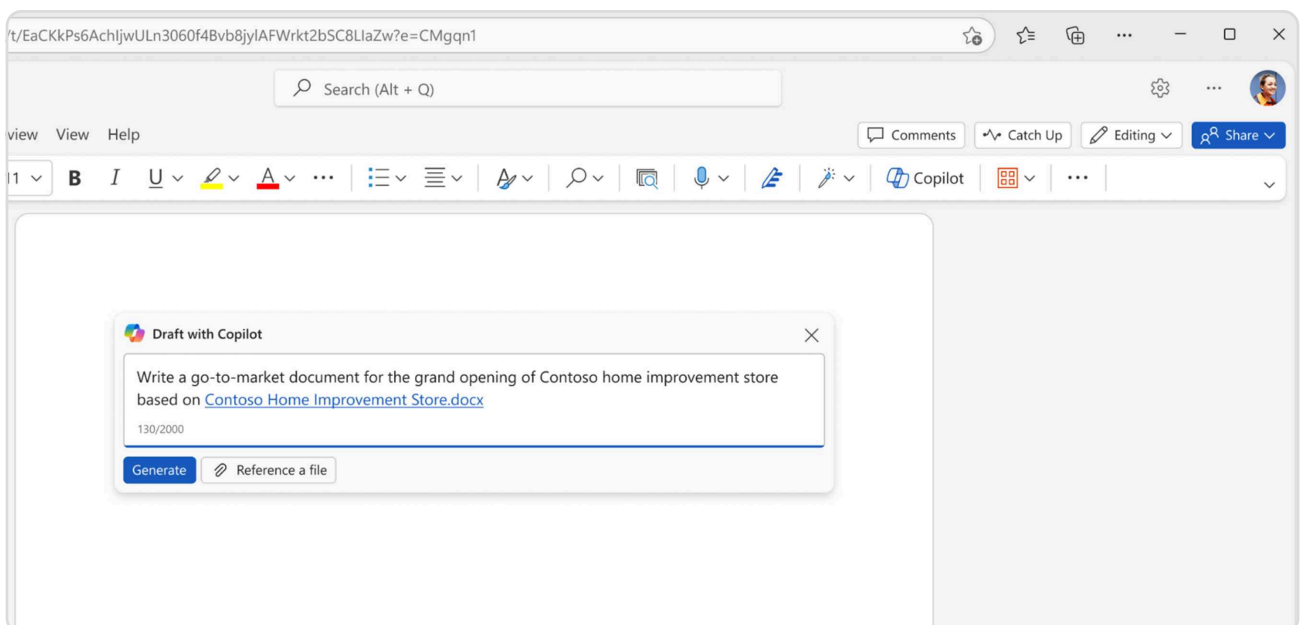 /t/EaCKkPs6AchIjwULn3060f4Bvb8jylAFWrkt2bSC8LIaZw?e=CMgqn1
Search (Alt + Q)
view View Help
Comments Catch Up Editing Share
11 B I U A Copilot
Draft with Copilot
Write a go-to-market document for the grand opening of Contoso home improvement store
based on Contoso Home Improvement Store.docx
130/2000
Generate Reference a file